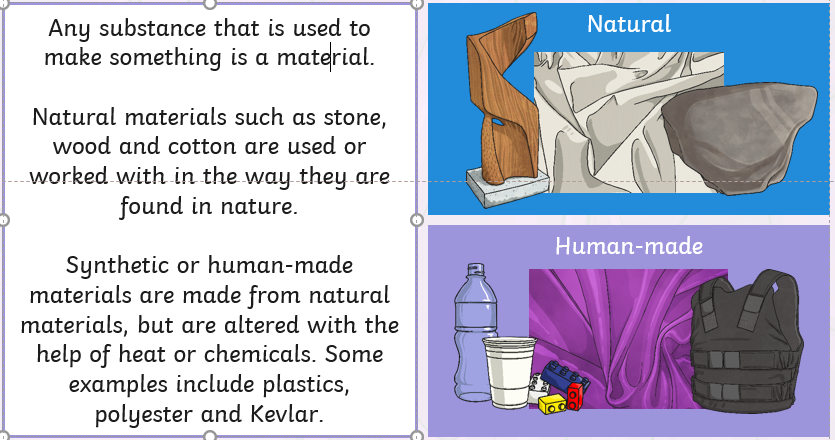 Any substance that is used to
make something is a material.
Natural materials such as stone,
wood and cotton are used or
worked with in the way they are
found in nature.
Synthetic or human-made
materials are made from natural
materials, but are altered with the
help of heat or chemicals. Some
examples include plastics,
polyester and Kevlar.
Natural
Human-made